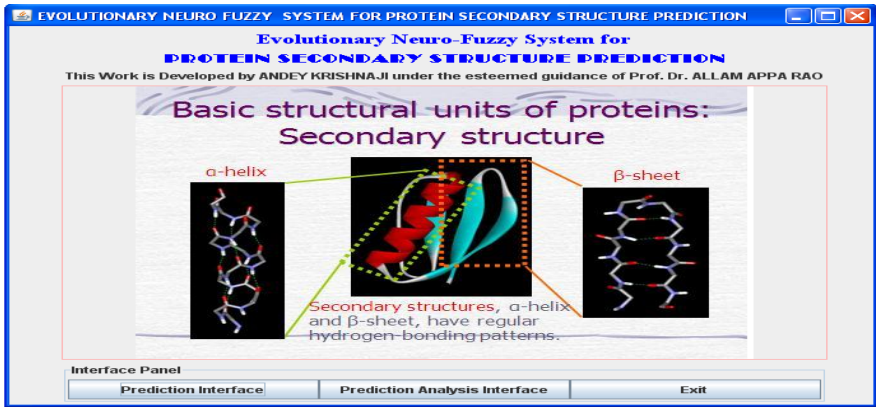 EVOLUTIONARY NEURO FUZZY SYSTEM FOR PROTEIN SECONDARY STRUCTURE PREDICTION
Evolutionary Neuro-Fuzzy System for
PROTEIN SECONDARY STRUCTURE PREDICTION
This Work is Developed by ANDEY KRISHNAJI under the esteemed guidance of Prof. Dr. ALLAM APPA RAO
Basic structural units of proteins:
Secondary structure
α-helix
β-sheet
Secondary structures, α-helix
and β-sheet, have regular
hydrogen-bonding patterns.
Interface Panel
Prediction Interface
Prediction Analysis Interface
Exit